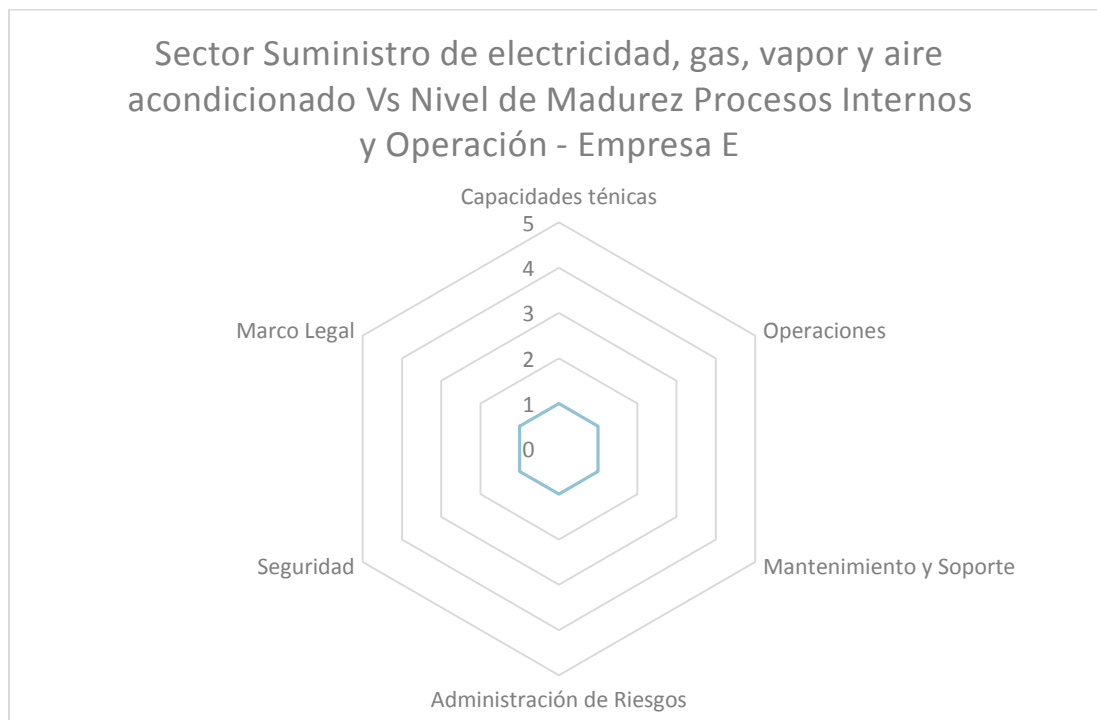 Sector Suministro de electricidad, gas, vapor y aire
acondicionado Vs Nivel de Madurez Procesos Internos
y Operación - Empresa E
Capacidades ténicas
5
4
3
2
1
0
Marco Legal
Operaciones
Seguridad
Mantenimiento y Soporte
Administración de Riesgos